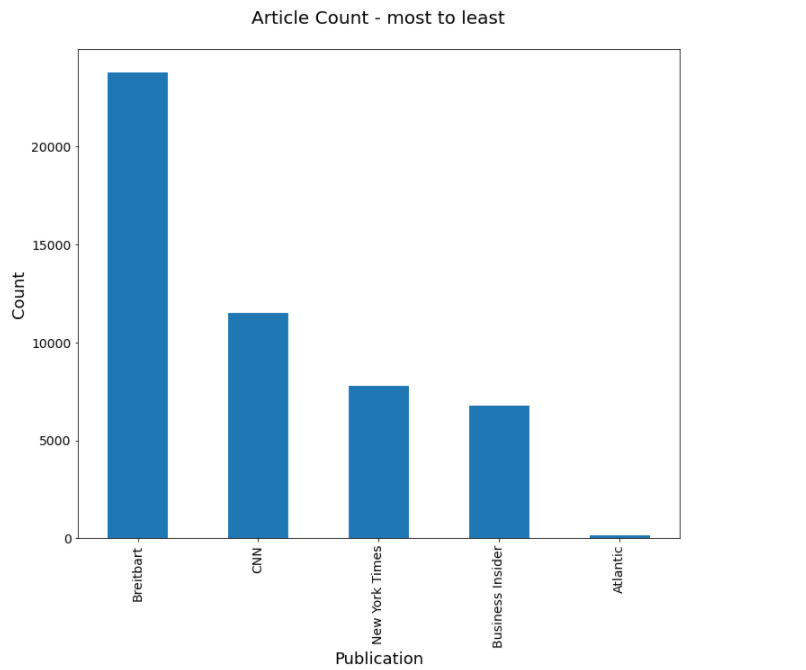 Article Count - most to least
20000
15000
10000
5000
0
Count
Breitbart
CNN
New York Times
Business Insider
Atlantic
Publication